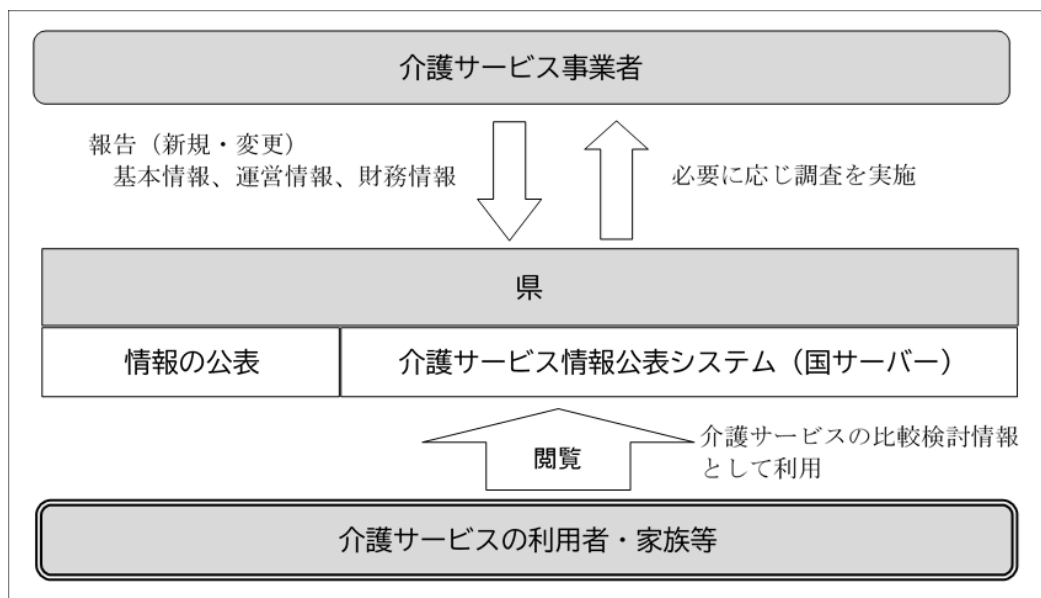 介護サービス事業者
報告（新規・変更）
基本情報、運営情報、財務情報
必要に応じ調査を実施
県
情報の公表
介護サービス情報公表システム（国サーバー）
閲覧
介護サービスの比較検討情報
として利用
介護サービスの利用者・家族等